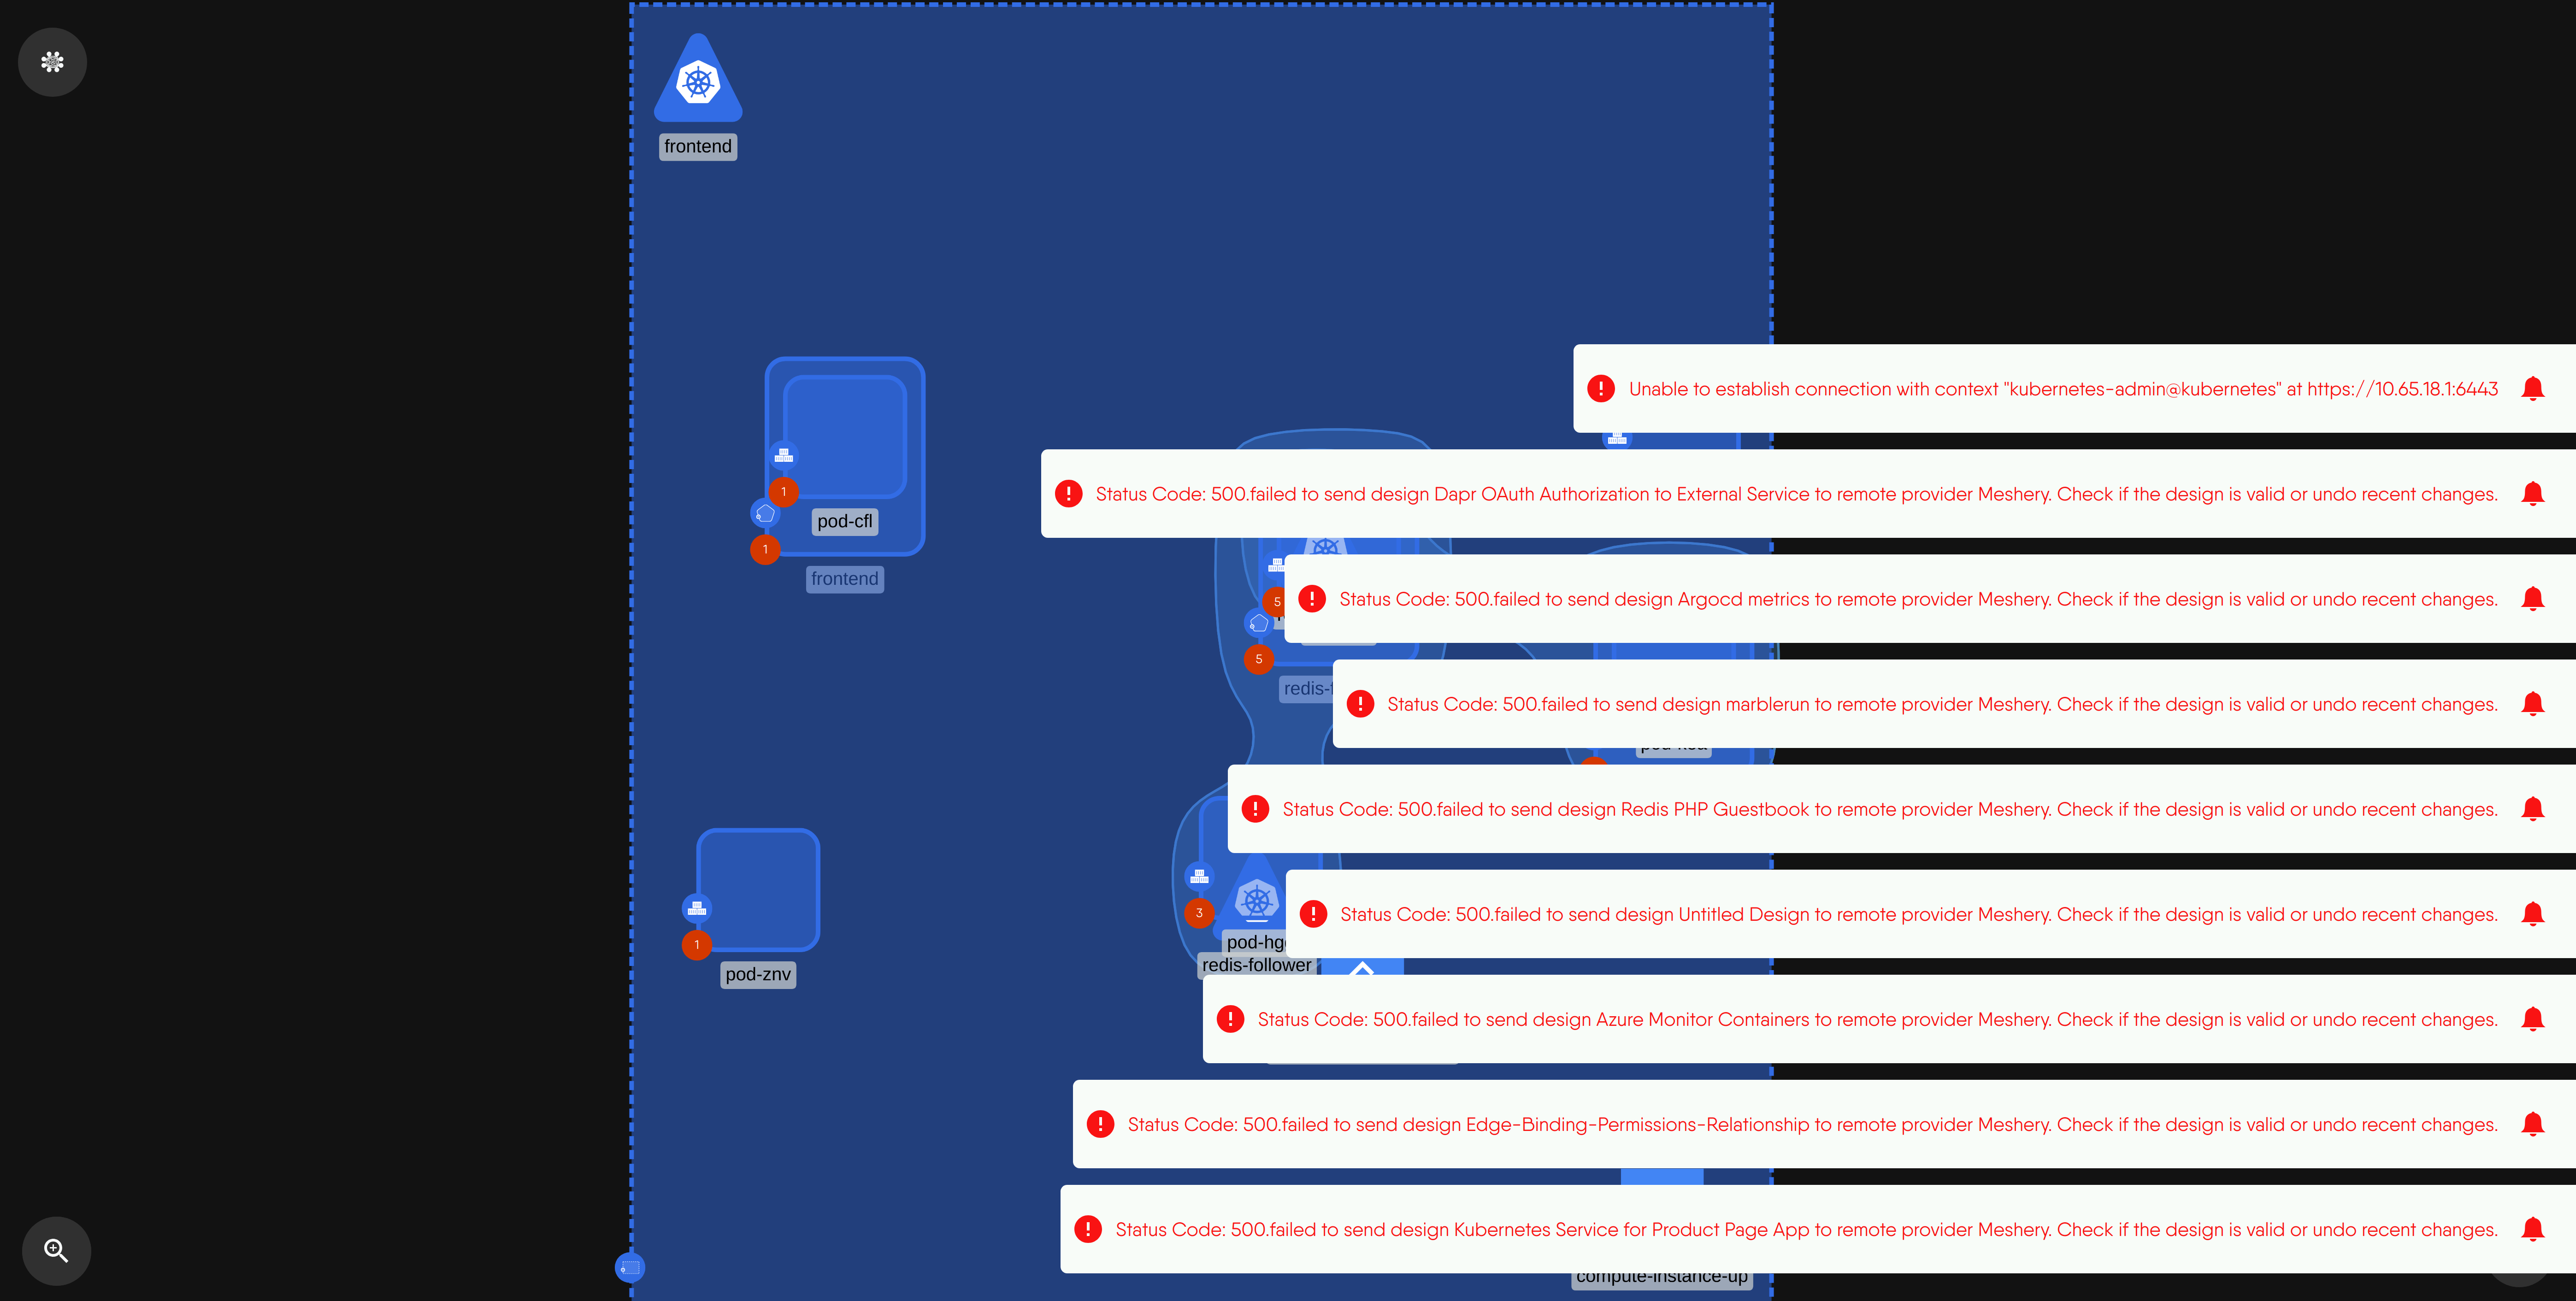 frontend
Unable to establish connection with context "kubernetes-admin@kubernetes" at https://10.65.18.1:6443
Status Code: 500.failed to send design Dapr OAuth Authorization to External Service to remote provider Meshery. Check if the design is valid or undo recent changes.
1
pod-cfl
1
frontend
5
Status Code: 500.failed to send design Argocd metrics to remote provider Meshery. Check if the design is valid or undo recent changes.
5
redis-f
Status Code: 500.failed to send design marblerun to remote provider Meshery. Check if the design is valid or undo recent changes.
Status Code: 500.failed to send design Redis PHP Guestbook to remote provider Meshery. Check if the design is valid or undo recent changes.
3
Status Code: 500.failed to send design Untitled Design to remote provider Meshery. Check if the design is valid or undo recent changes.
1
pod-znv
pod-hg
redis-follower
Status Code: 500.failed to send design Azure Monitor Containers to remote provider Meshery. Check if the design is valid or undo recent changes.
Status Code: 500.failed to send design Edge-Binding-Permissions-Relationship to remote provider Meshery. Check if the design is valid or undo recent changes.
Status Code: 500.failed to send design Kubernetes Service for Product Page App to remote provider Meshery. Check if the design is valid or undo recent changes.
compute-instance-up